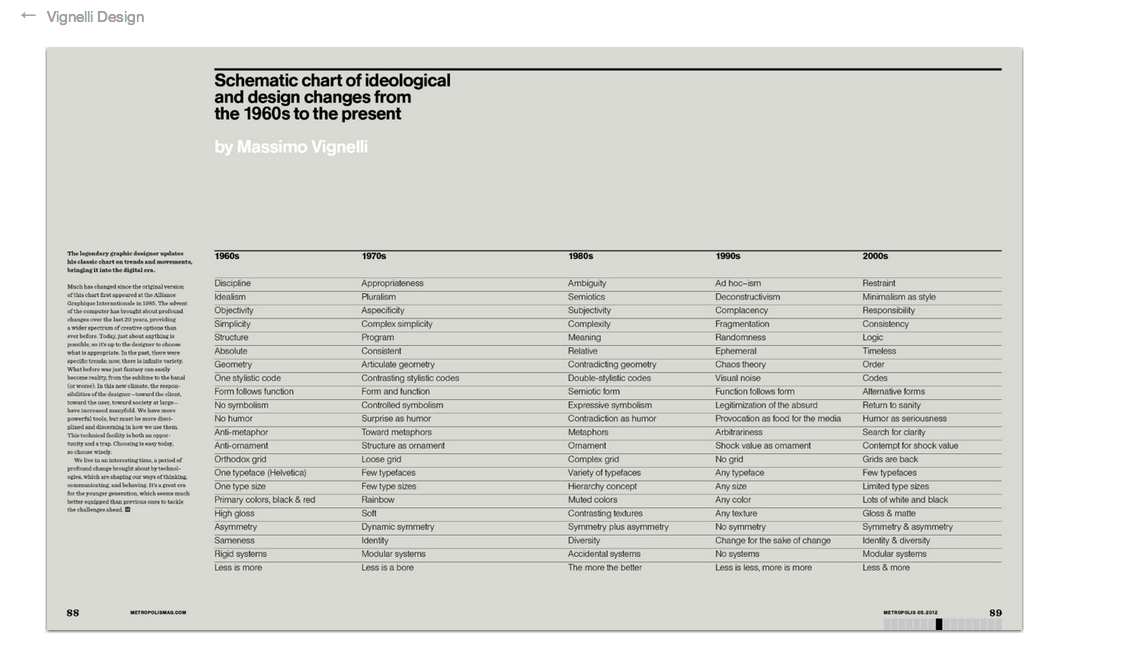 ← Vignelli Design
Schematic chart of ideological
and design changes from
the 1960s to the present
by Massimo Vignelli
The legendary graphic designer updates
his classic chart on trends and movements,
bringing it into the digital era.
Much has changed since the original version
of this chart first appeared at the Alliance
Graphique Internationale in 1985. The advent
of the computer has brought about profound
changes over the last 20 years, providing
a wider spectrum of creative options than
ever before. Today, just about anything is
possible, so it's up to the designer to choose
what is appropriate. In the past, there were
specific trends; now, there is infinite variety.
What before was just fantasy can easily
become reality, from the sublime to the banal
(or worse). In this new climate, the respon-
sibilities of the designer—toward the client,
toward the user, toward society at large—
have increased manyfold. We have more
powerful tools, but must be more disci-
plined and discerning in how we use them.
This technical facility is both an oppor-
tunity and a trap. Choosing is easy today,
so choose wisely.
We live in an interesting time, a period of
profound change brought about by technol-
ogies, which are shaping our ways of thinking,
communicating, and behaving. It's a great era
for the younger generation, which seems much
better equipped than previous ones to tackle
the challenges ahead.
1960s 1970s 1980s 1990s 2000s
Discipline Appropriateness Ambiguity Ad hoc–ism Restraint
Idealism Pluralism Semiotics Deconstructivism Minimalism as style
Objectivity Aspecificity Subjectivity Complacency Responsibility
Simplicity Complex simplicity Complexity Fragmentation Consistency
Structure Program Meaning Randomness Logic
Absolute Consistent Relative Ephemeral Timeless
Geometry Articulate geometry Contradicting geometry Chaos theory Order
One stylistic code Contrasting stylistic codes Double-stylistic codes Visual noise Codes
Form follows function Form and function Semiotic form Function follows form Alternative forms
No symbolism Controlled symbolism Expressive symbolism Legitimization of the absurd Return to sanity
No humor Surprise as humor Contradiction as humor Provocation as food for the media Humor as seriousness
Anti-metaphor Toward metaphors Metaphors Arbitrariness Search for clarity
Anti-ornament Structure as ornament Ornament Shock value as ornament Contempt for shock value
Orthodox grid Loose grid Complex grid No grid Grids are back
One typeface (Helvetica) Few typefaces Variety of typefaces Any typeface Few typefaces
One type size Few type sizes Hierarchy concept Any size Limited type sizes
Primary colors, black & red Rainbow Muted colors Any color Lots of white and black
High gloss Soft Contrasting textures Any texture Gloss & matte
Asymmetry Dynamic symmetry Symmetry plus asymmetry No symmetry Symmetry & asymmetry
Sameness Identity Diversity Change for the sake of change Identity & diversity
Rigid systems Modular systems Accidental systems No systems Modular systems
Less is more Less is a bore The more the better Less is less, more is more Less & more
88 METROPOLISMAG.COM METROPOLIS 05.2012 89